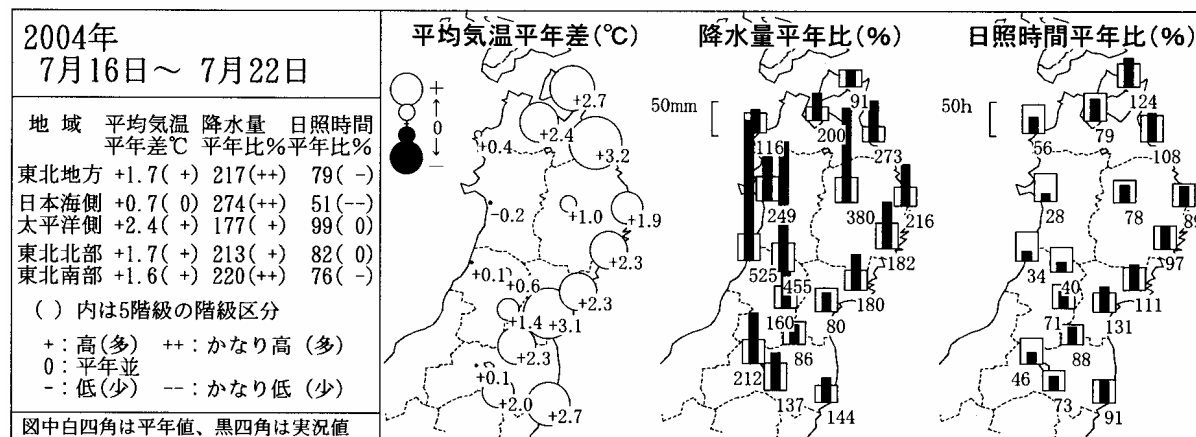 2004年
7月16日～ 7月22日
地 域 平均気温 降水量 日照時間
平年差℃ 平年比% 平年比%
東北地方 +1.7( +) 217(++) 79( -)
日本海側 +0.7( 0) 274(++) 51(--)
太平洋側 +2.4( +) 177( +) 99( 0)
東北北部 +1.7( +) 213( +) 82( 0)
東北南部 +1.6( +) 220(++) 76( -)
( ) 内は5階級の階級区分
+：高(多) ++：かなり高 (多)
0：平年並
-：低(少) --：かなり低 (少)
図中白四角は平年値、黒四角は実況値
平均気温平年差(℃)
+
↑
0
↓
-
+2.7
+2.4
+0.4
+3.2
-0.2
+1.0
+1.9
+2.3
+0.1
+0.6
+2.3
+1.4
+3.1
+2.3
+0.1
+2.0
+2.7
降水量平年比(%)
50mm
91
200
116
273
249
380
216
182
525
455
180
160
80
86
212
137
144
日照時間平年比(%)
50h
124
79
56
108
28
78
89
97
34
40
111
71
131
88
46
73
91